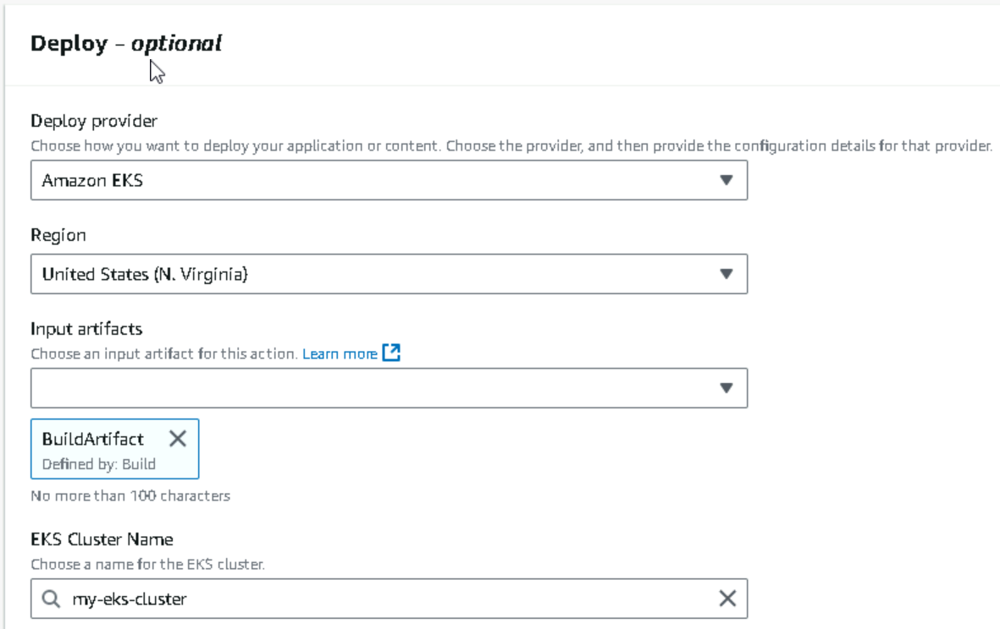 Deploy – optional
Deploy provider
Choose how you want to deploy your application or content. Choose the provider, and then provide the configuration details for that provider.
Amazon EKS
Region
United States (N. Virginia)
Input artifacts
Choose an input artifact for this action. Learn more
BuildArtifact
Defined by: Build
No more than 100 characters
EKS Cluster Name
Choose a name for the EKS cluster.
my-eks-cluster